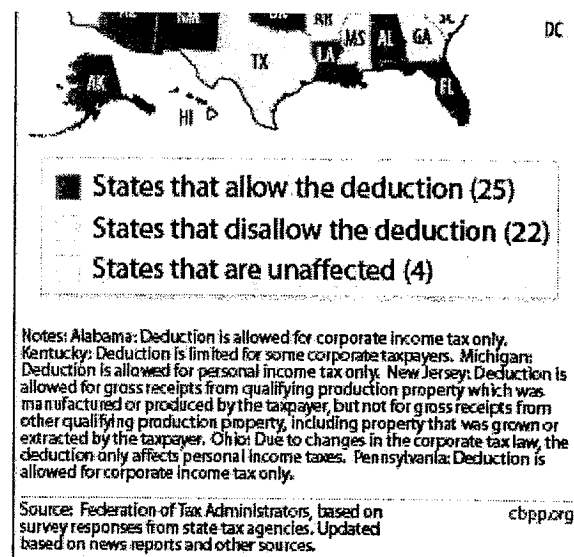 AR
SC
DC
MS
AL
GA
TX
LA
FL
AK
HI
States that allow the deduction (25)
States that disallow the deduction (22)
States that are unaffected (4)
Notes: Alabama: Deduction is allowed for corporate income tax only.
Kentucky: Deduction is limited for some corporate taxpayers. Michigan:
Deduction is allowed for personal income tax only. New Jersey: Deduction is
allowed for gross receipts from qualifying production property which was
manufactured or produced by the taxpayer, but not for gross receipts from
other qualifying production property, including property that was grown or
extracted by the taxpayer. Ohio: Due to changes in the corporate tax law, the
deduction only affects personal income taxes. Pennsylvania: Deduction is
allowed for corporate income tax only.
Source: Federation of Tax Administrators, based on
survey responses from state tax agencies. Updated
based on news reports and other sources.
cbpp.org